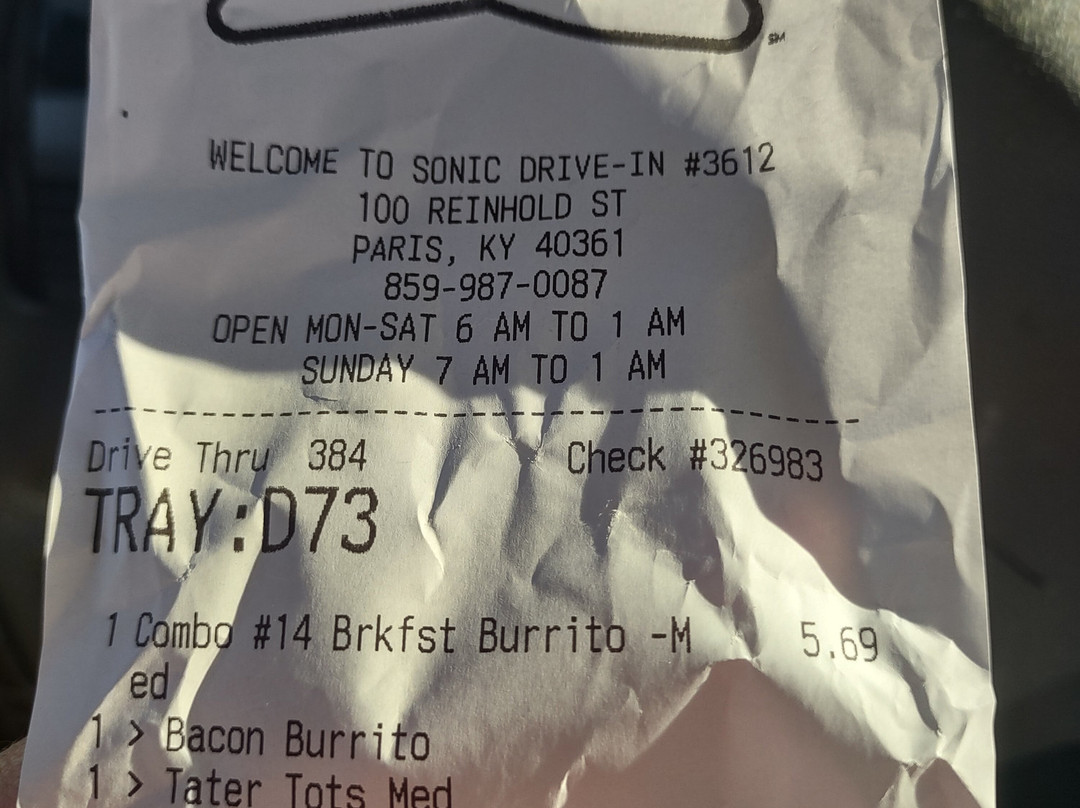 SM
WELCOME TO SONIC DRIVE-IN #3612
100 REINHOLD ST
PARIS, KY 40361
859-987-0087
OPEN MON-SAT 6 AM TO 1 AM
SUNDAY 7 AM TO 1 AM
Drive Thru 384 Check #326983
TRAY:D73
1 Combo #14 Brkfst Burrito -M 5.69
ed
1 > Bacon Burrito
1 > Tater Tots Med